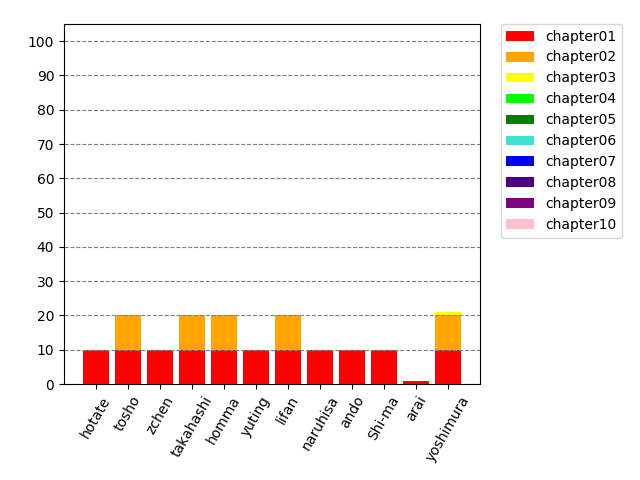 100
90
80
70
60
50
40
30
20
10
0
hotate
tosho
zchen
takahashi
homma
yuting
lifan
naruhisa
ando
Shi-ma
arai
yoshimura
chapter01
chapter02
chapter03
chapter04
chapter05
chapter06
chapter07
chapter08
chapter09
chapter10